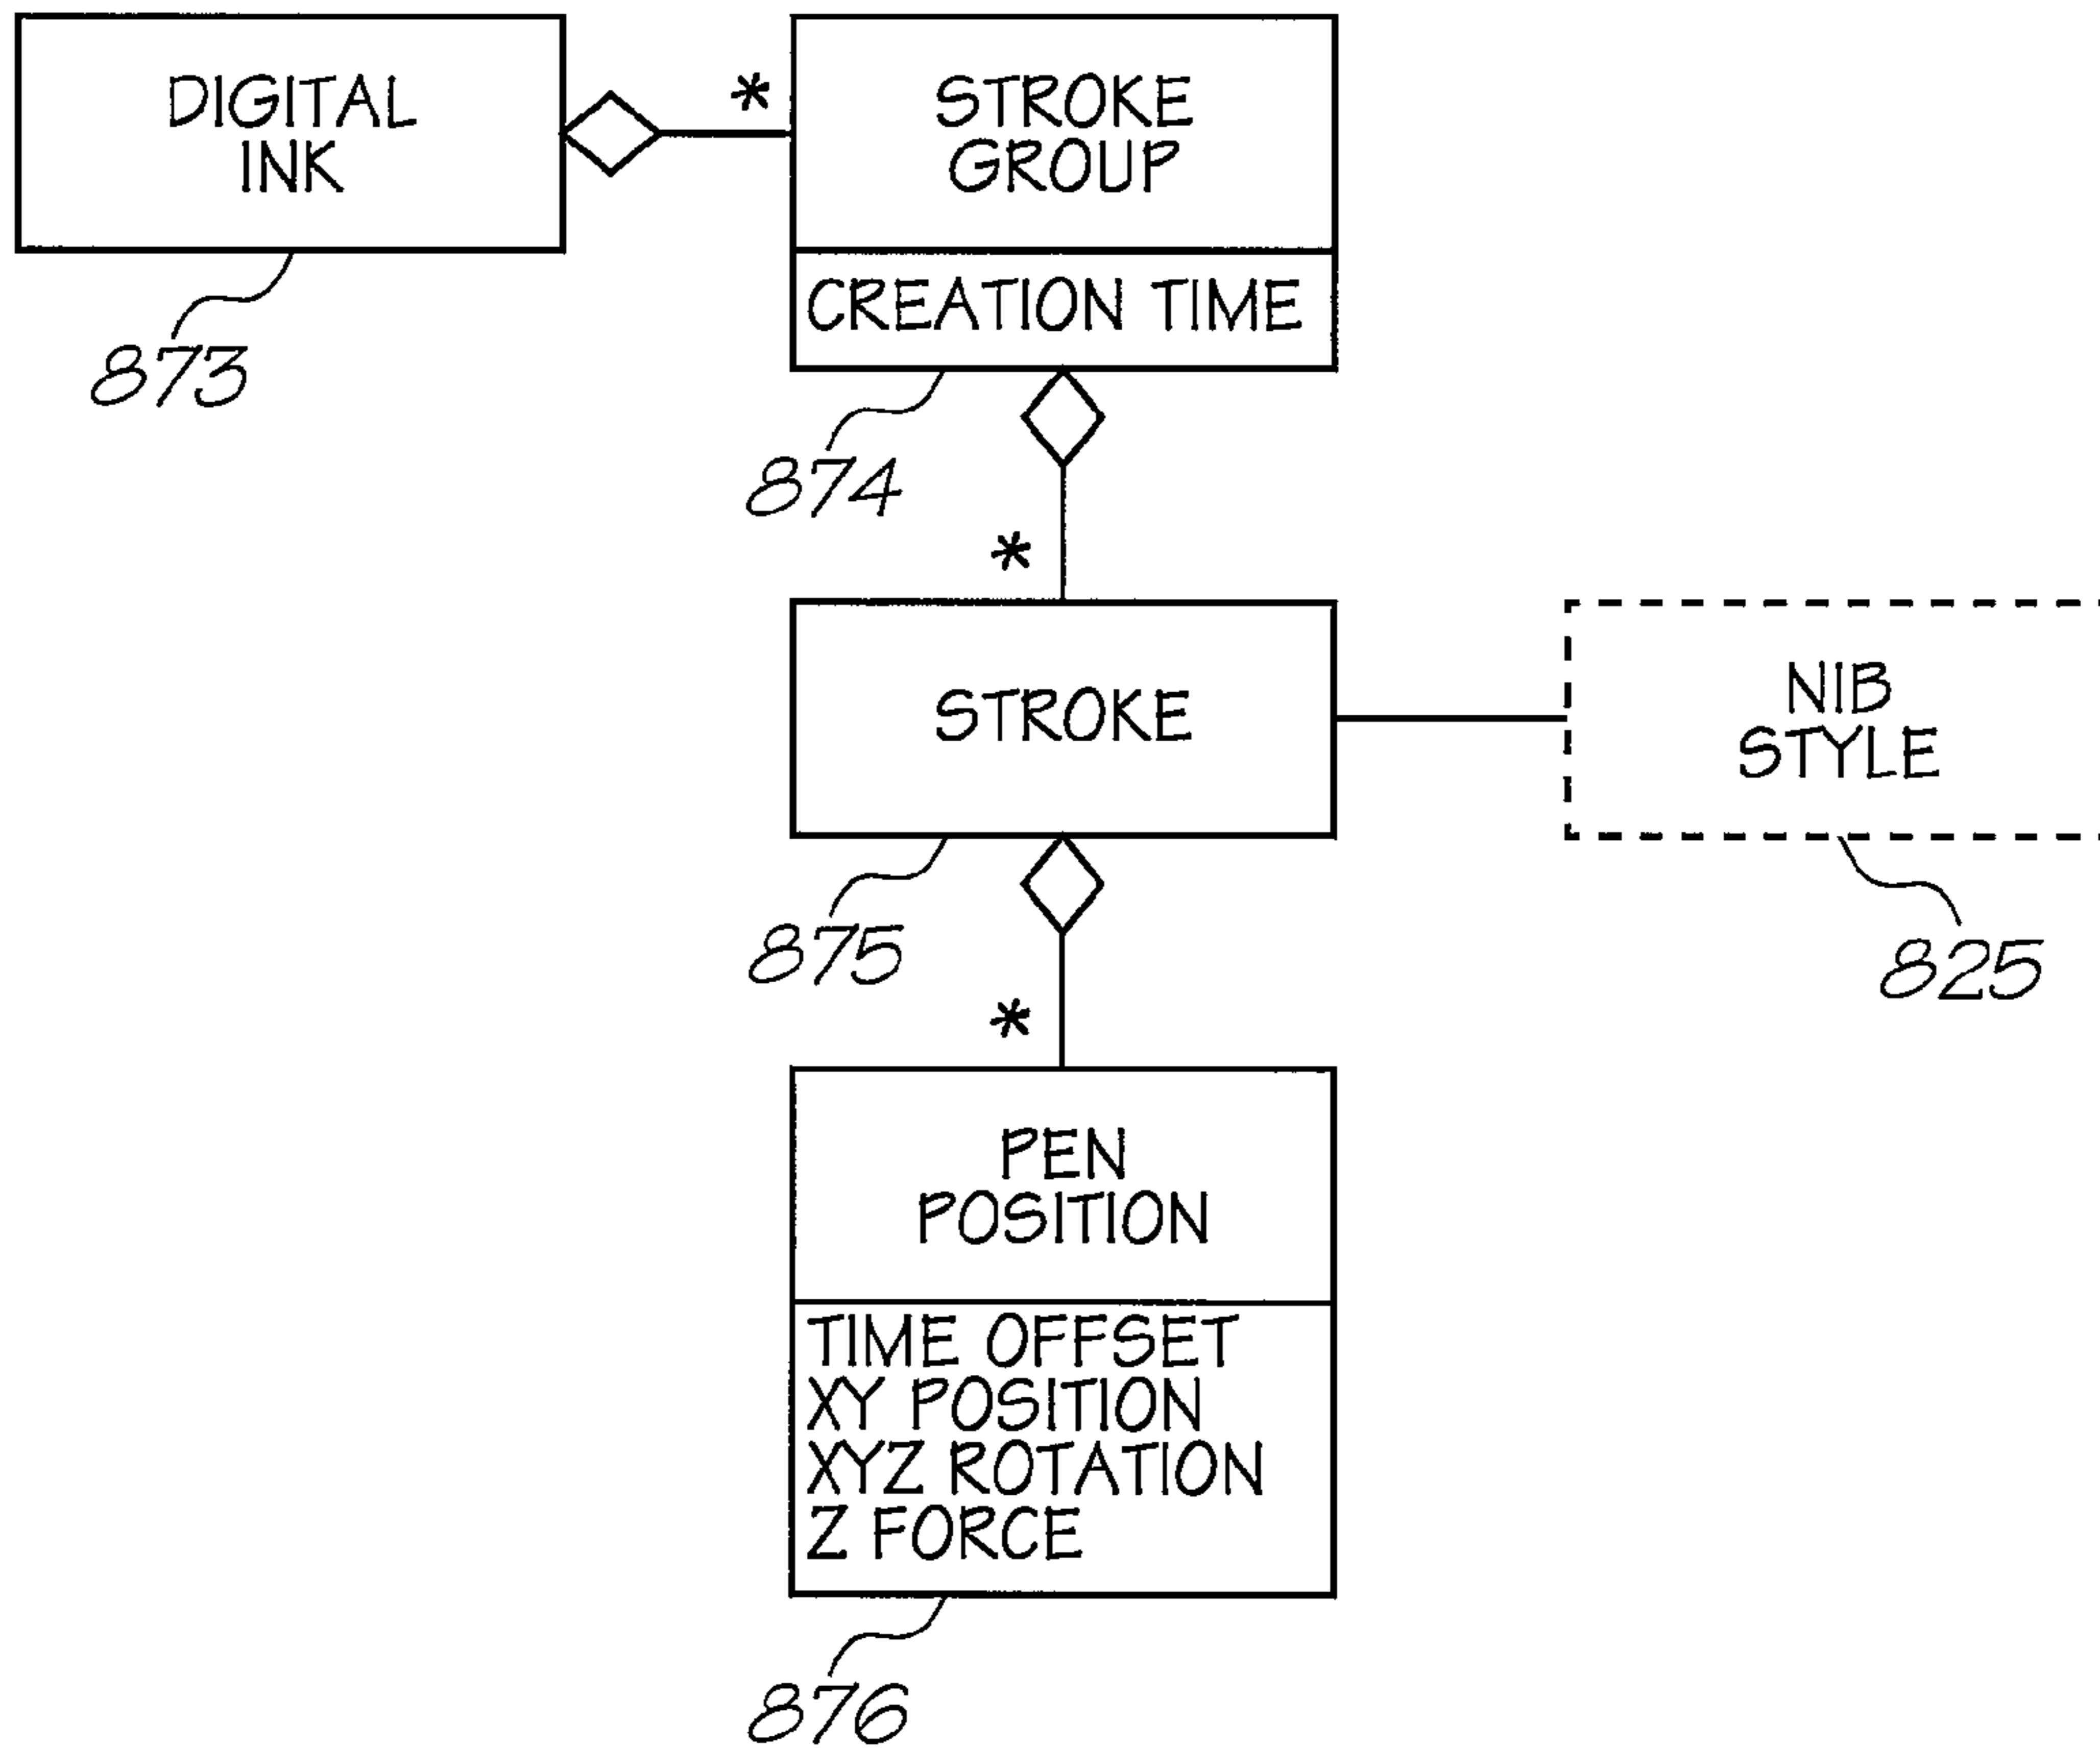 DIGITAL
INK
*
STROKE
GROUP
CREATION TIME
873
874
*
STROKE
NIB
STYLE
875
825
*
PEN
POSITION
TIME OFFSET
XY POSITION
XYZ ROTATION
Z FORCE
876